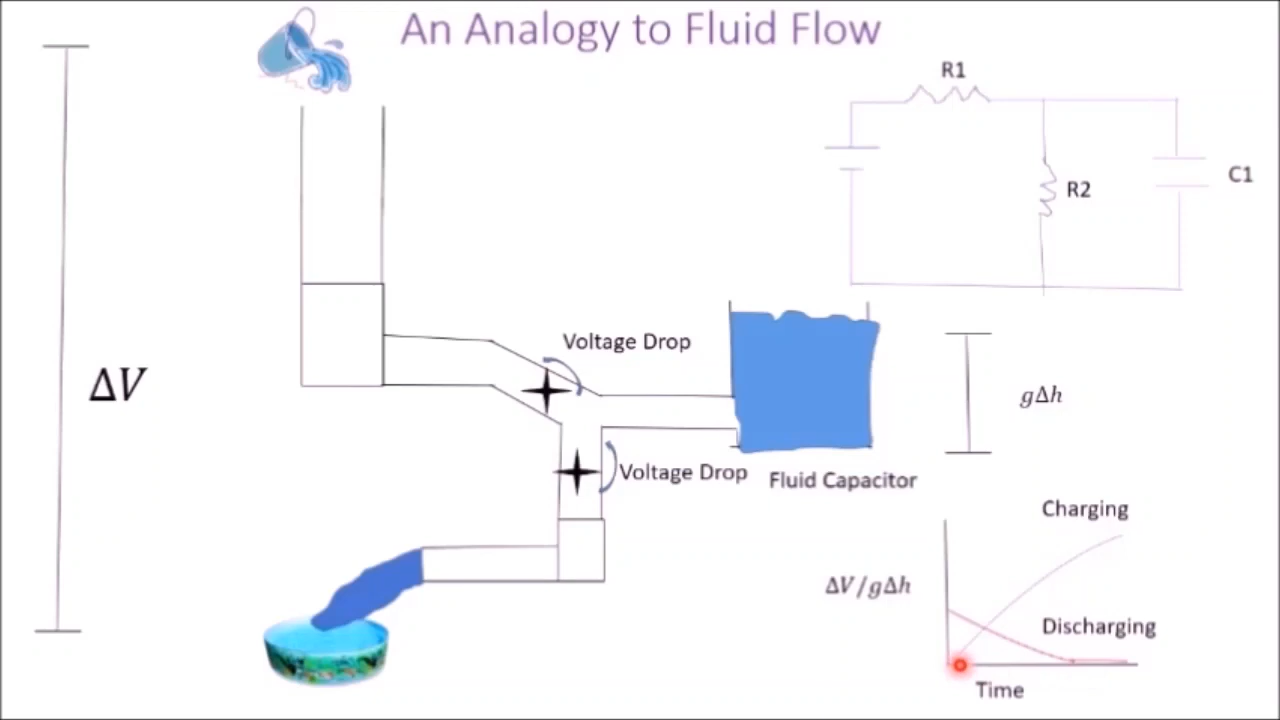 An Analogy to Fluid Flow
R1
R2
C1
Voltage Drop
ΔV
gΔh
Voltage Drop
Fluid Capacitor
Charging
ΔV/gΔh
Discharging
Time